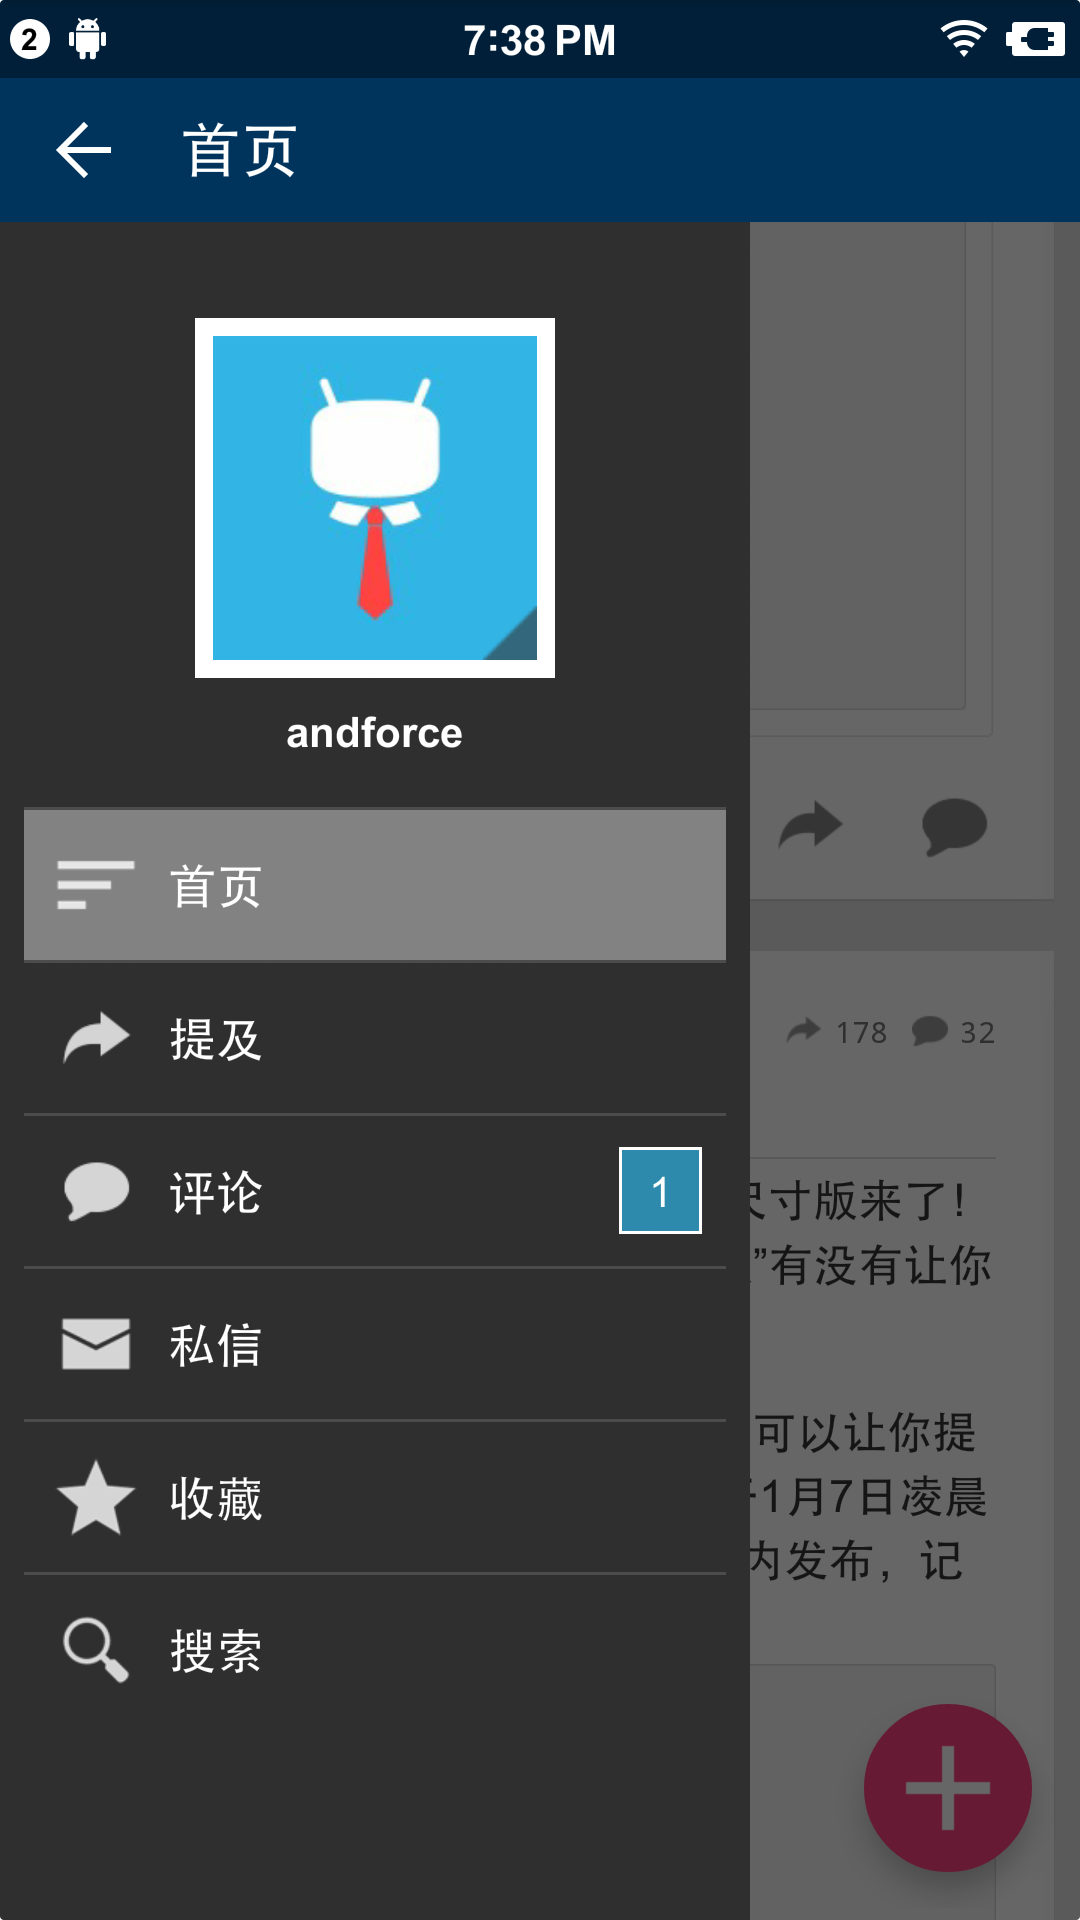 2
7:38 PM
首页
andforce
首页
提及
评论 1
私信
收藏
搜索
178 32
寸版来了!
”有没有让你
可以让你提
1月7日凌晨
内发布，记